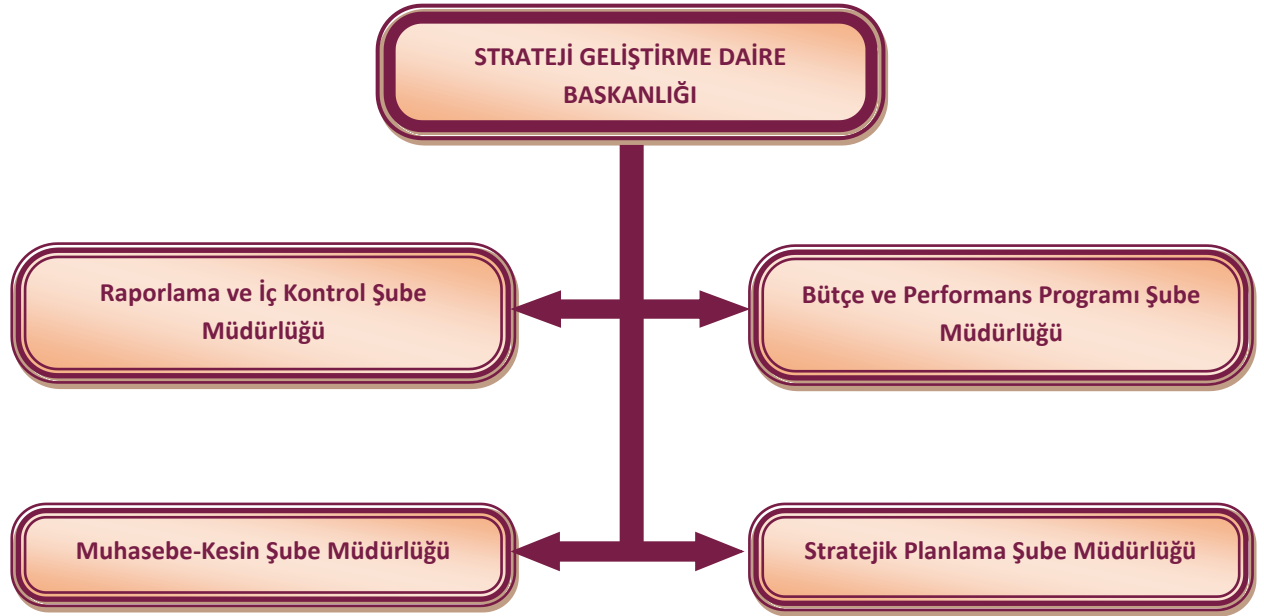 STRATEJİ GELİŞTİRME DAİRE
BAŞKANLIĞI
Raporlama ve İç Kontrol Şube
Müdürlüğü
Bütçe ve Performans Programı Şube
Müdürlüğü
Muhasebe-Kesin Şube Müdürlüğü
Stratejik Planlama Şube Müdürlüğü